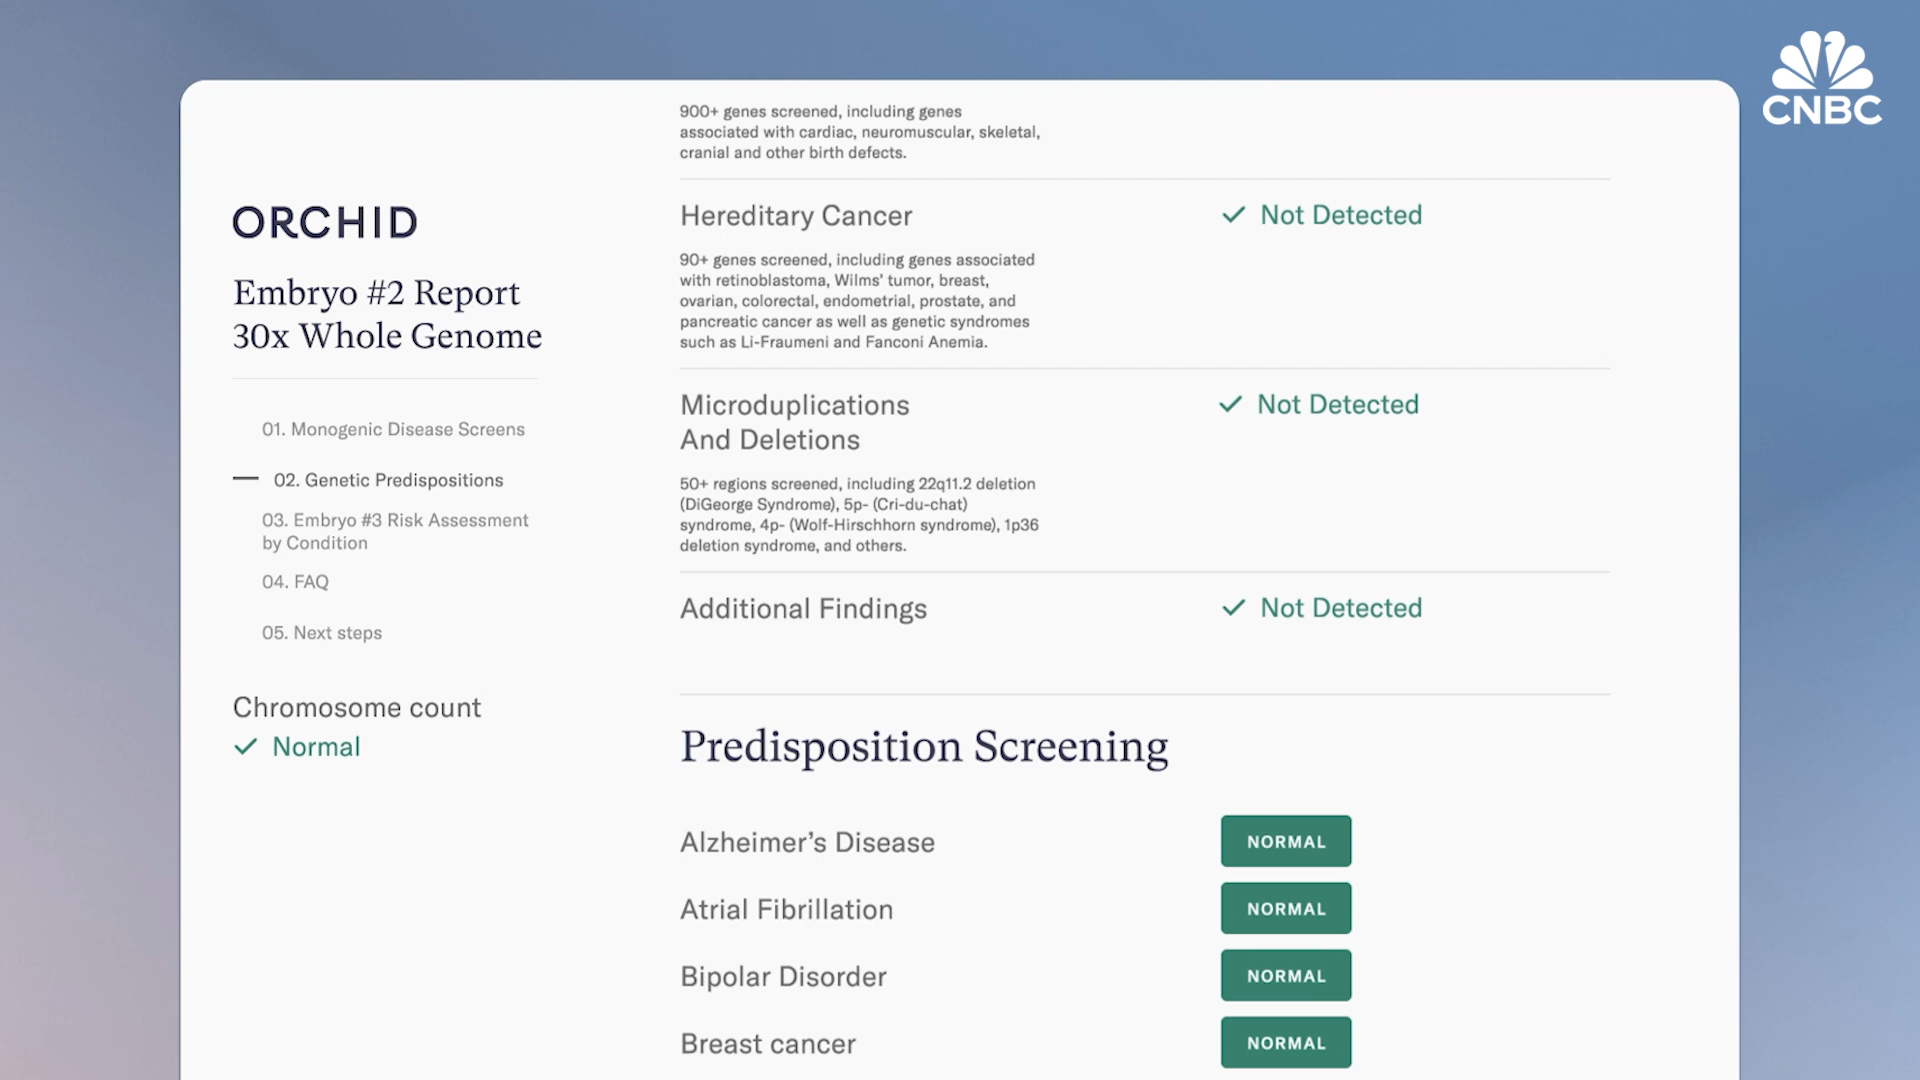 CNBC
ORCHID
Embryo #2 Report
30x Whole Genome
01. Monogenic Disease Screens
02. Genetic Predispositions
03. Embryo #3 Risk Assessment
by Condition
04. FAQ
05. Next steps
Chromosome count
Normal
900+ genes screened, including genes
associated with cardiac, neuromuscular, skeletal,
cranial and other birth defects.
Hereditary Cancer
Not Detected
90+ genes screened, including genes associated
with retinoblastoma, Wilms' tumor, breast,
ovarian, colorectal, endometrial, prostate, and
pancreatic cancer as well as genetic syndromes
such as Li-Fraumeni and Fanconi Anemia.
Microduplications
And Deletions
Not Detected
50+ regions screened, including 22q11.2 deletion
(DiGeorge Syndrome), 5p- (Cri-du-chat)
syndrome, 4p- (Wolf-Hirschhorn syndrome), 1p36
deletion syndrome, and others.
Additional Findings
Not Detected
Predisposition Screening
Alzheimer’s Disease
NORMAL
Atrial Fibrillation
NORMAL
Bipolar Disorder
NORMAL
Breast cancer
NORMAL